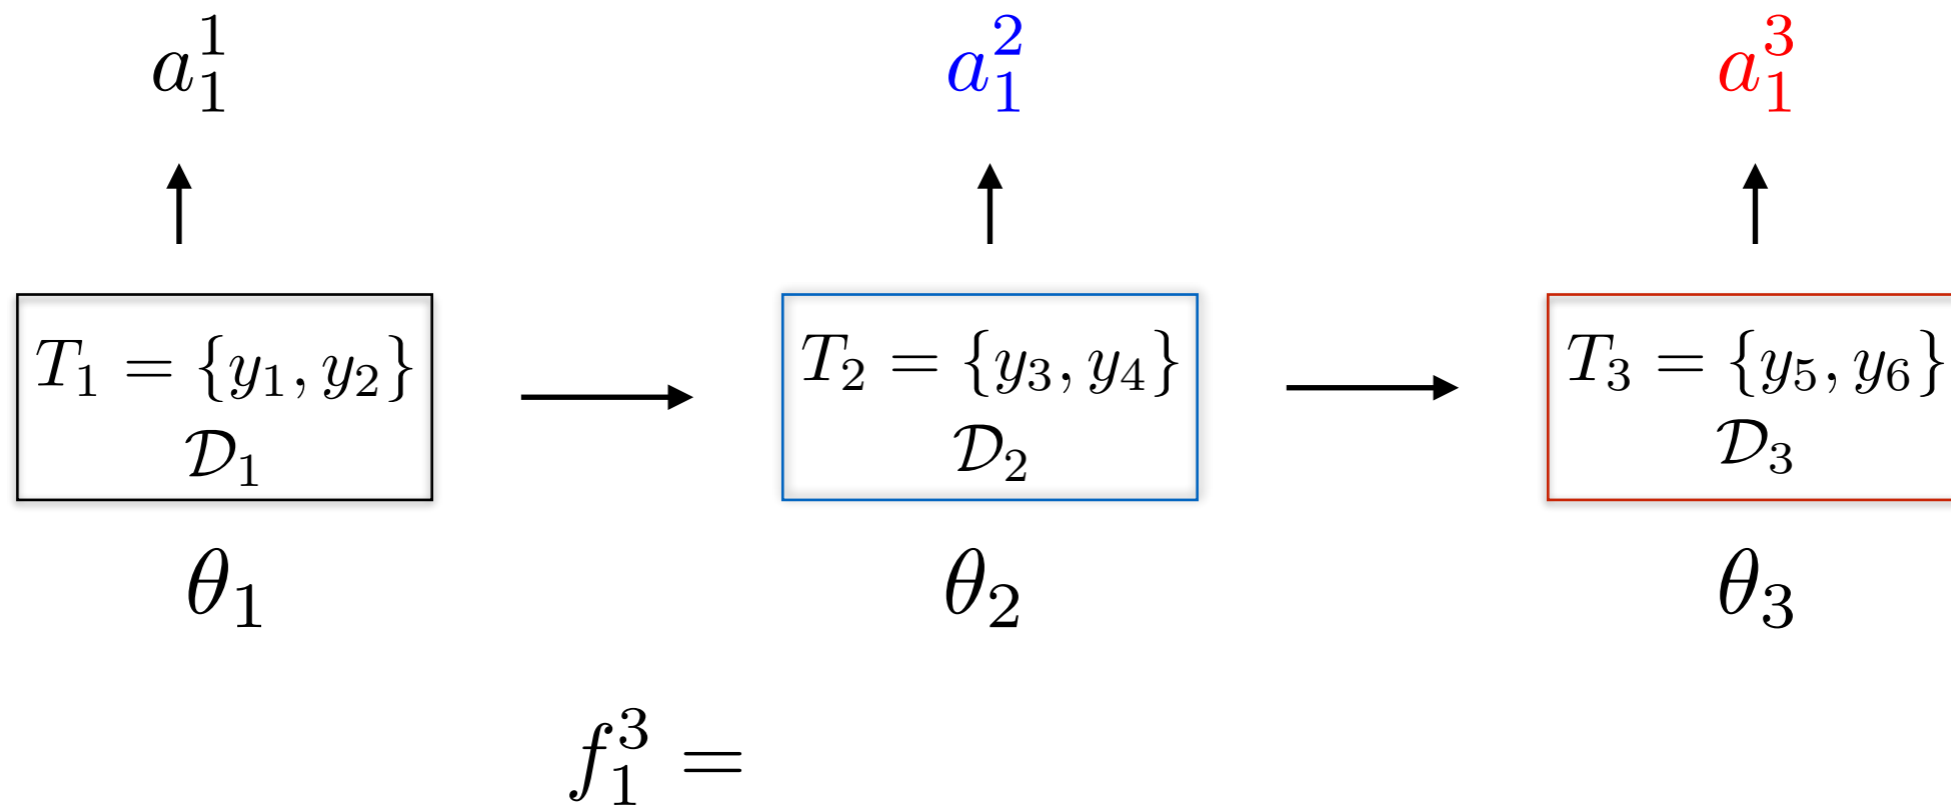 a_1^1 a_1^2 a_1^3
T_1 = {y_1, y_2} T_2 = {y_3, y_4} T_3 = {y_5, y_6}
𝒟_1 𝒟_2 𝒟_3
θ_1 θ_2 θ_3
f_1^3 =